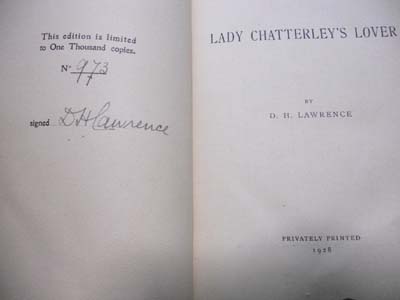 This edition is limited
to One Thousand copies.
No 973
signed D. H. Lawrence
LADY CHATTERLEY'S LOVER
BY
D. H. LAWRENCE
PRIVATELY PRINTED
1928